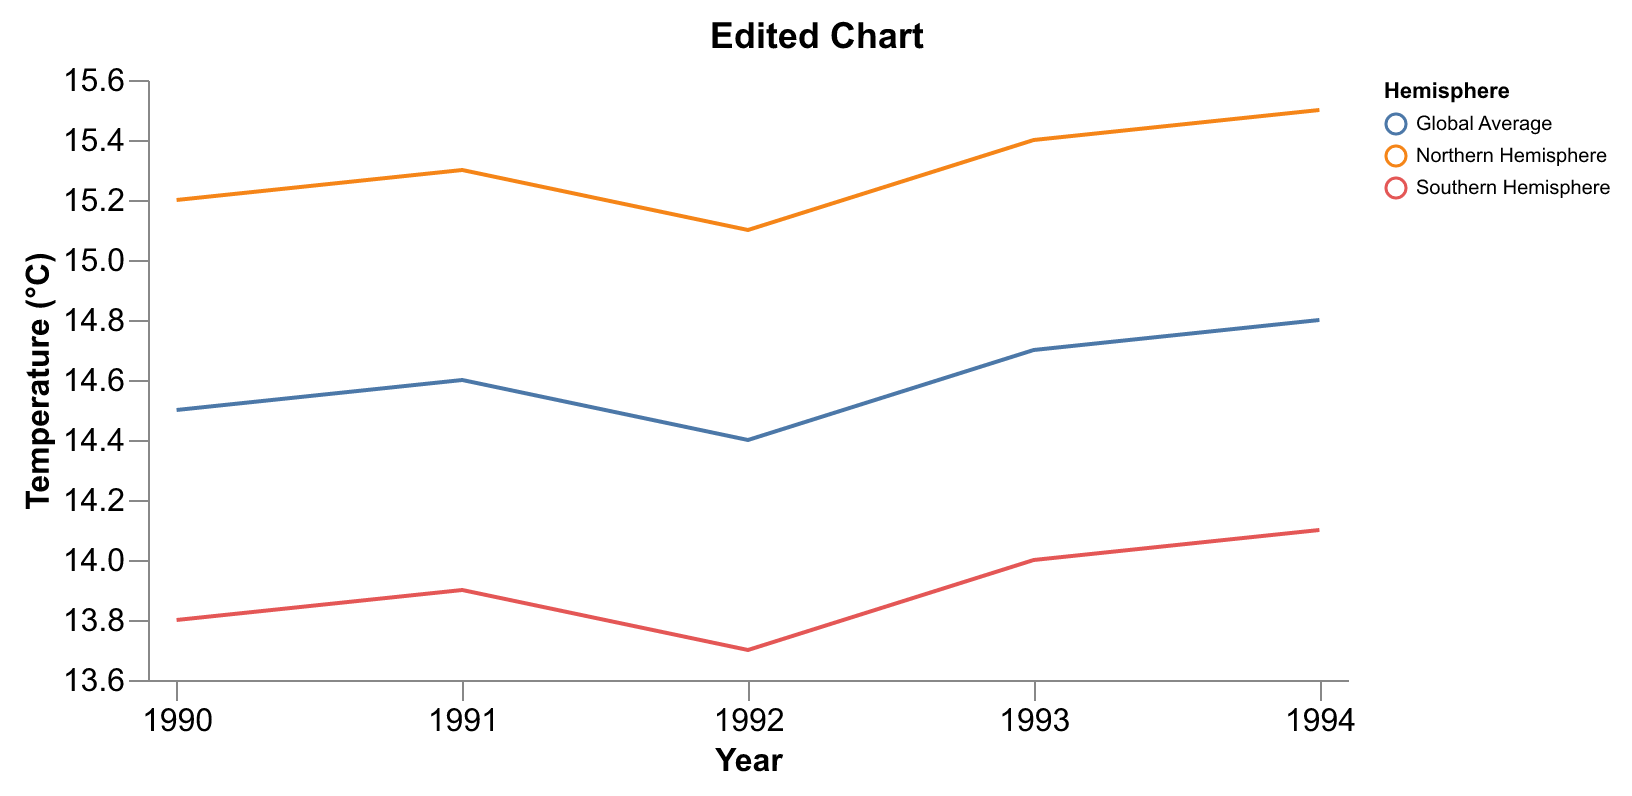 Edited Chart
15.6
15.4
15.2
15.0
14.8
14.6
14.4
14.2
14.0
13.8
13.6
Temperature (°C)
1990
1991
1992
1993
1994
Year
Hemisphere
Global Average
Northern Hemisphere
Southern Hemisphere